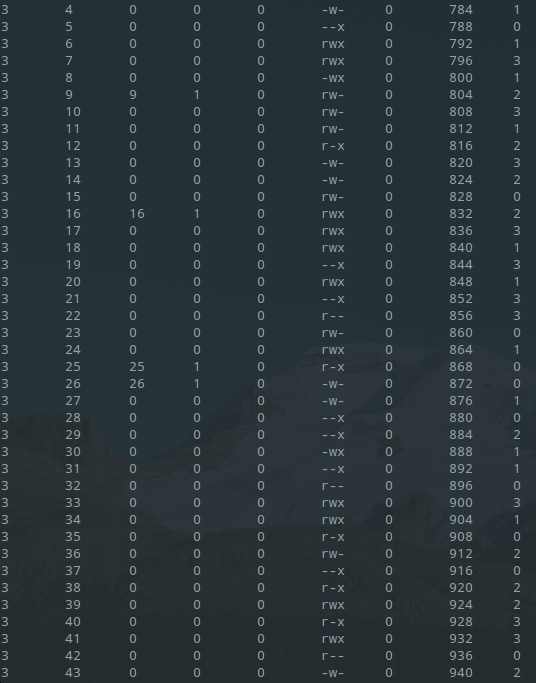 3 4 0 0 0 -w- 0 784 1
3 5 0 0 0 --x 0 788 0
3 6 0 0 0 rwx 0 792 1
3 7 0 0 0 rwx 0 796 3
3 8 0 0 0 -wx 0 800 1
3 9 9 1 0 rw- 0 804 2
3 10 0 0 0 rw- 0 808 3
3 11 0 0 0 rw- 0 812 1
3 12 0 0 0 r-x 0 816 2
3 13 0 0 0 -w- 0 820 3
3 14 0 0 0 -w- 0 824 2
3 15 0 0 0 rw- 0 828 0
3 16 16 1 0 rwx 0 832 2
3 17 0 0 0 rwx 0 836 3
3 18 0 0 0 rwx 0 840 1
3 19 0 0 0 --x 0 844 3
3 20 0 0 0 rwx 0 848 1
3 21 0 0 0 --x 0 852 3
3 22 0 0 0 r-- 0 856 3
3 23 0 0 0 rw- 0 860 0
3 24 0 0 0 rwx 0 864 1
3 25 25 1 0 r-x 0 868 0
3 26 26 1 0 -w- 0 872 0
3 27 0 0 0 -w- 0 876 1
3 28 0 0 0 --x 0 880 0
3 29 0 0 0 --x 0 884 2
3 30 0 0 0 -wx 0 888 1
3 31 0 0 0 --x 0 892 1
3 32 0 0 0 r-- 0 896 0
3 33 0 0 0 rwx 0 900 3
3 34 0 0 0 rwx 0 904 1
3 35 0 0 0 r-x 0 908 0
3 36 0 0 0 rw- 0 912 2
3 37 0 0 0 --x 0 916 0
3 38 0 0 0 r-x 0 920 2
3 39 0 0 0 rwx 0 924 2
3 40 0 0 0 r-x 0 928 3
3 41 0 0 0 rwx 0 932 3
3 42 0 0 0 r-- 0 936 0
3 43 0 0 0 -w- 0 940 2